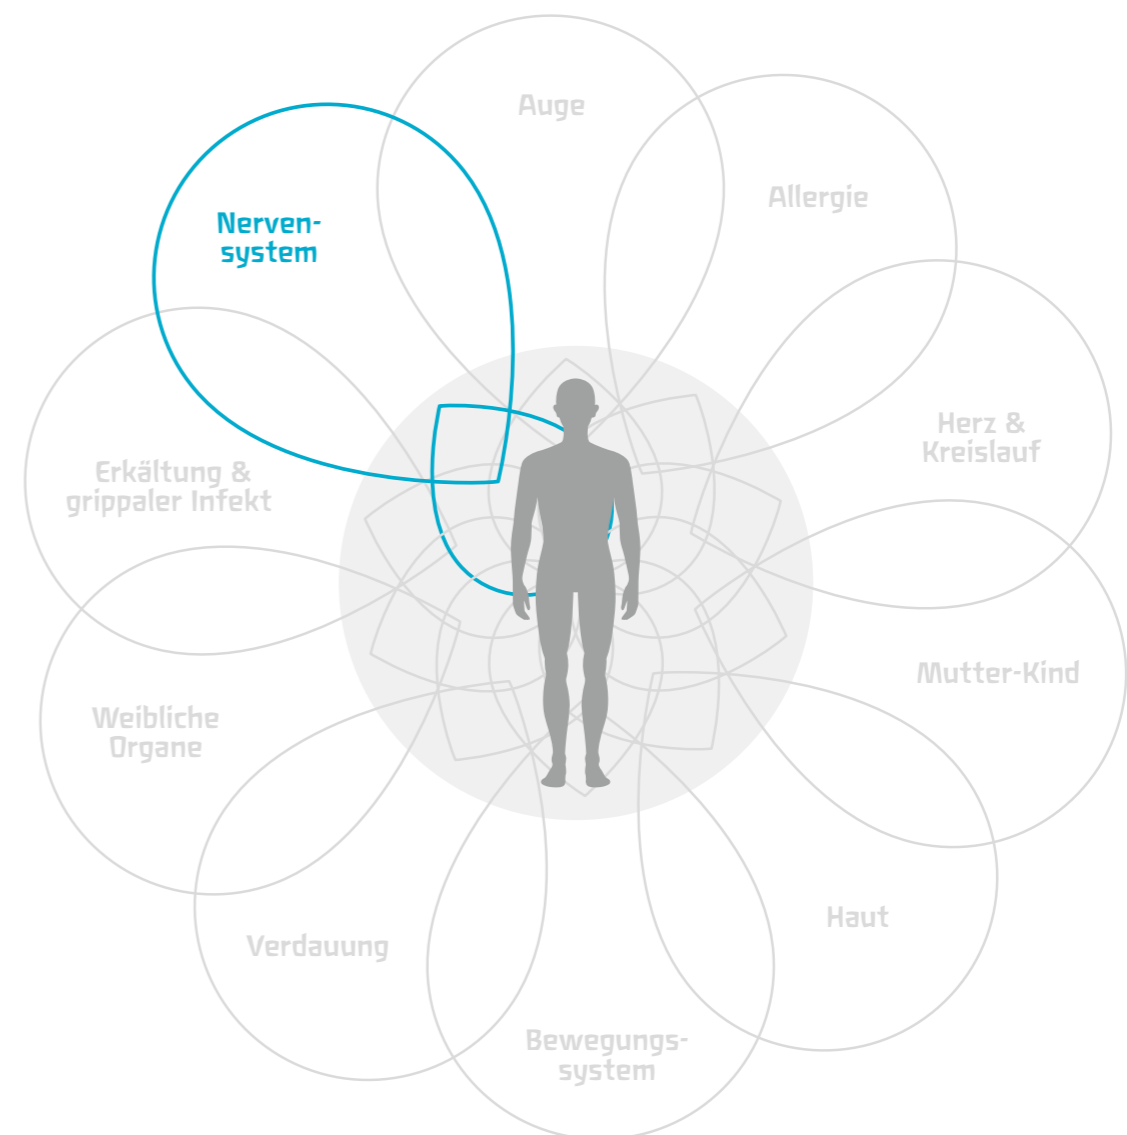 Auge
Allergie
Nerven-
system
Herz &
Kreislauf
Erkältung &
grippaler Infekt
Mutter-Kind
Weibliche
Organe
Haut
Verdauung
Bewegungs-
system